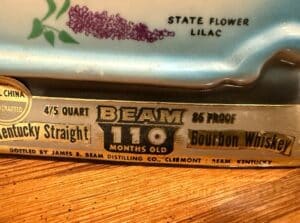 STATE FLOWER
LILAC
CHINA
4/5 QUART BEAM 86 PROOF
Kentucky Straight 110 Bourbon Whiskey
MONTHS OLD
BOTTLED BY JAMES B. BEAM DISTILLING CO., CLERMONT BEAM, KENTUCKY